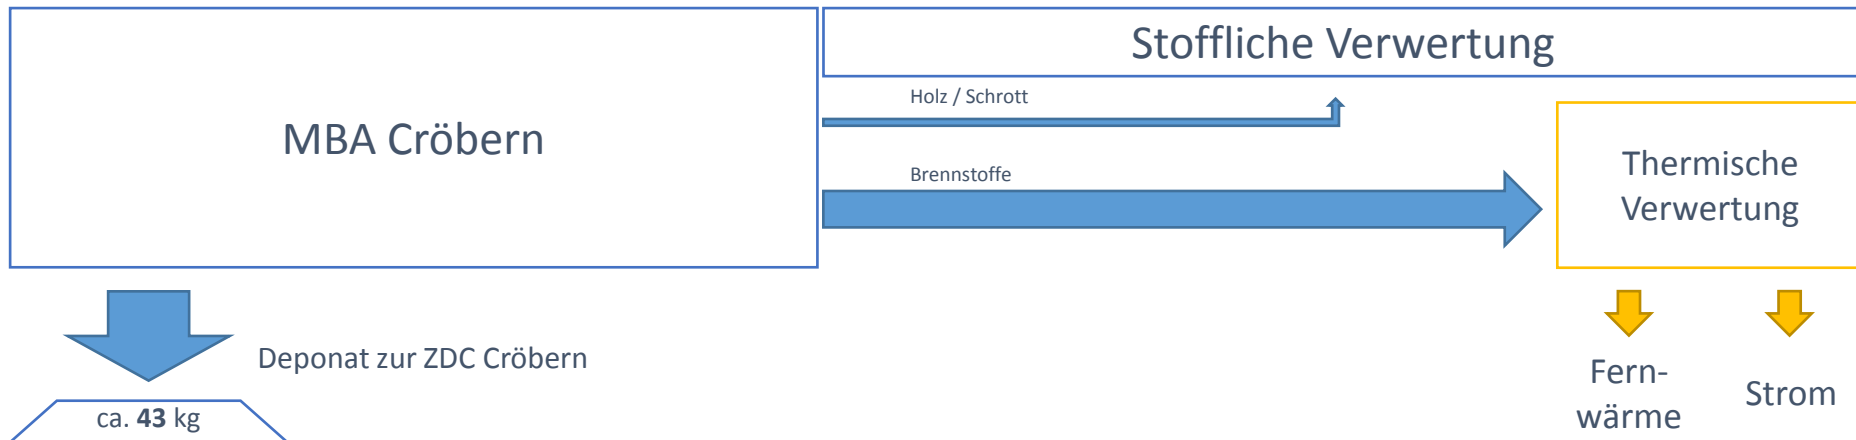 Stoffliche Verwertung
MBA Cröbern
Holz / Schrott
Brennstoffe
Thermische
Verwertung
Deponat zur ZDC Cröbern
ca. 43 kg
Fern-
wärme
Strom